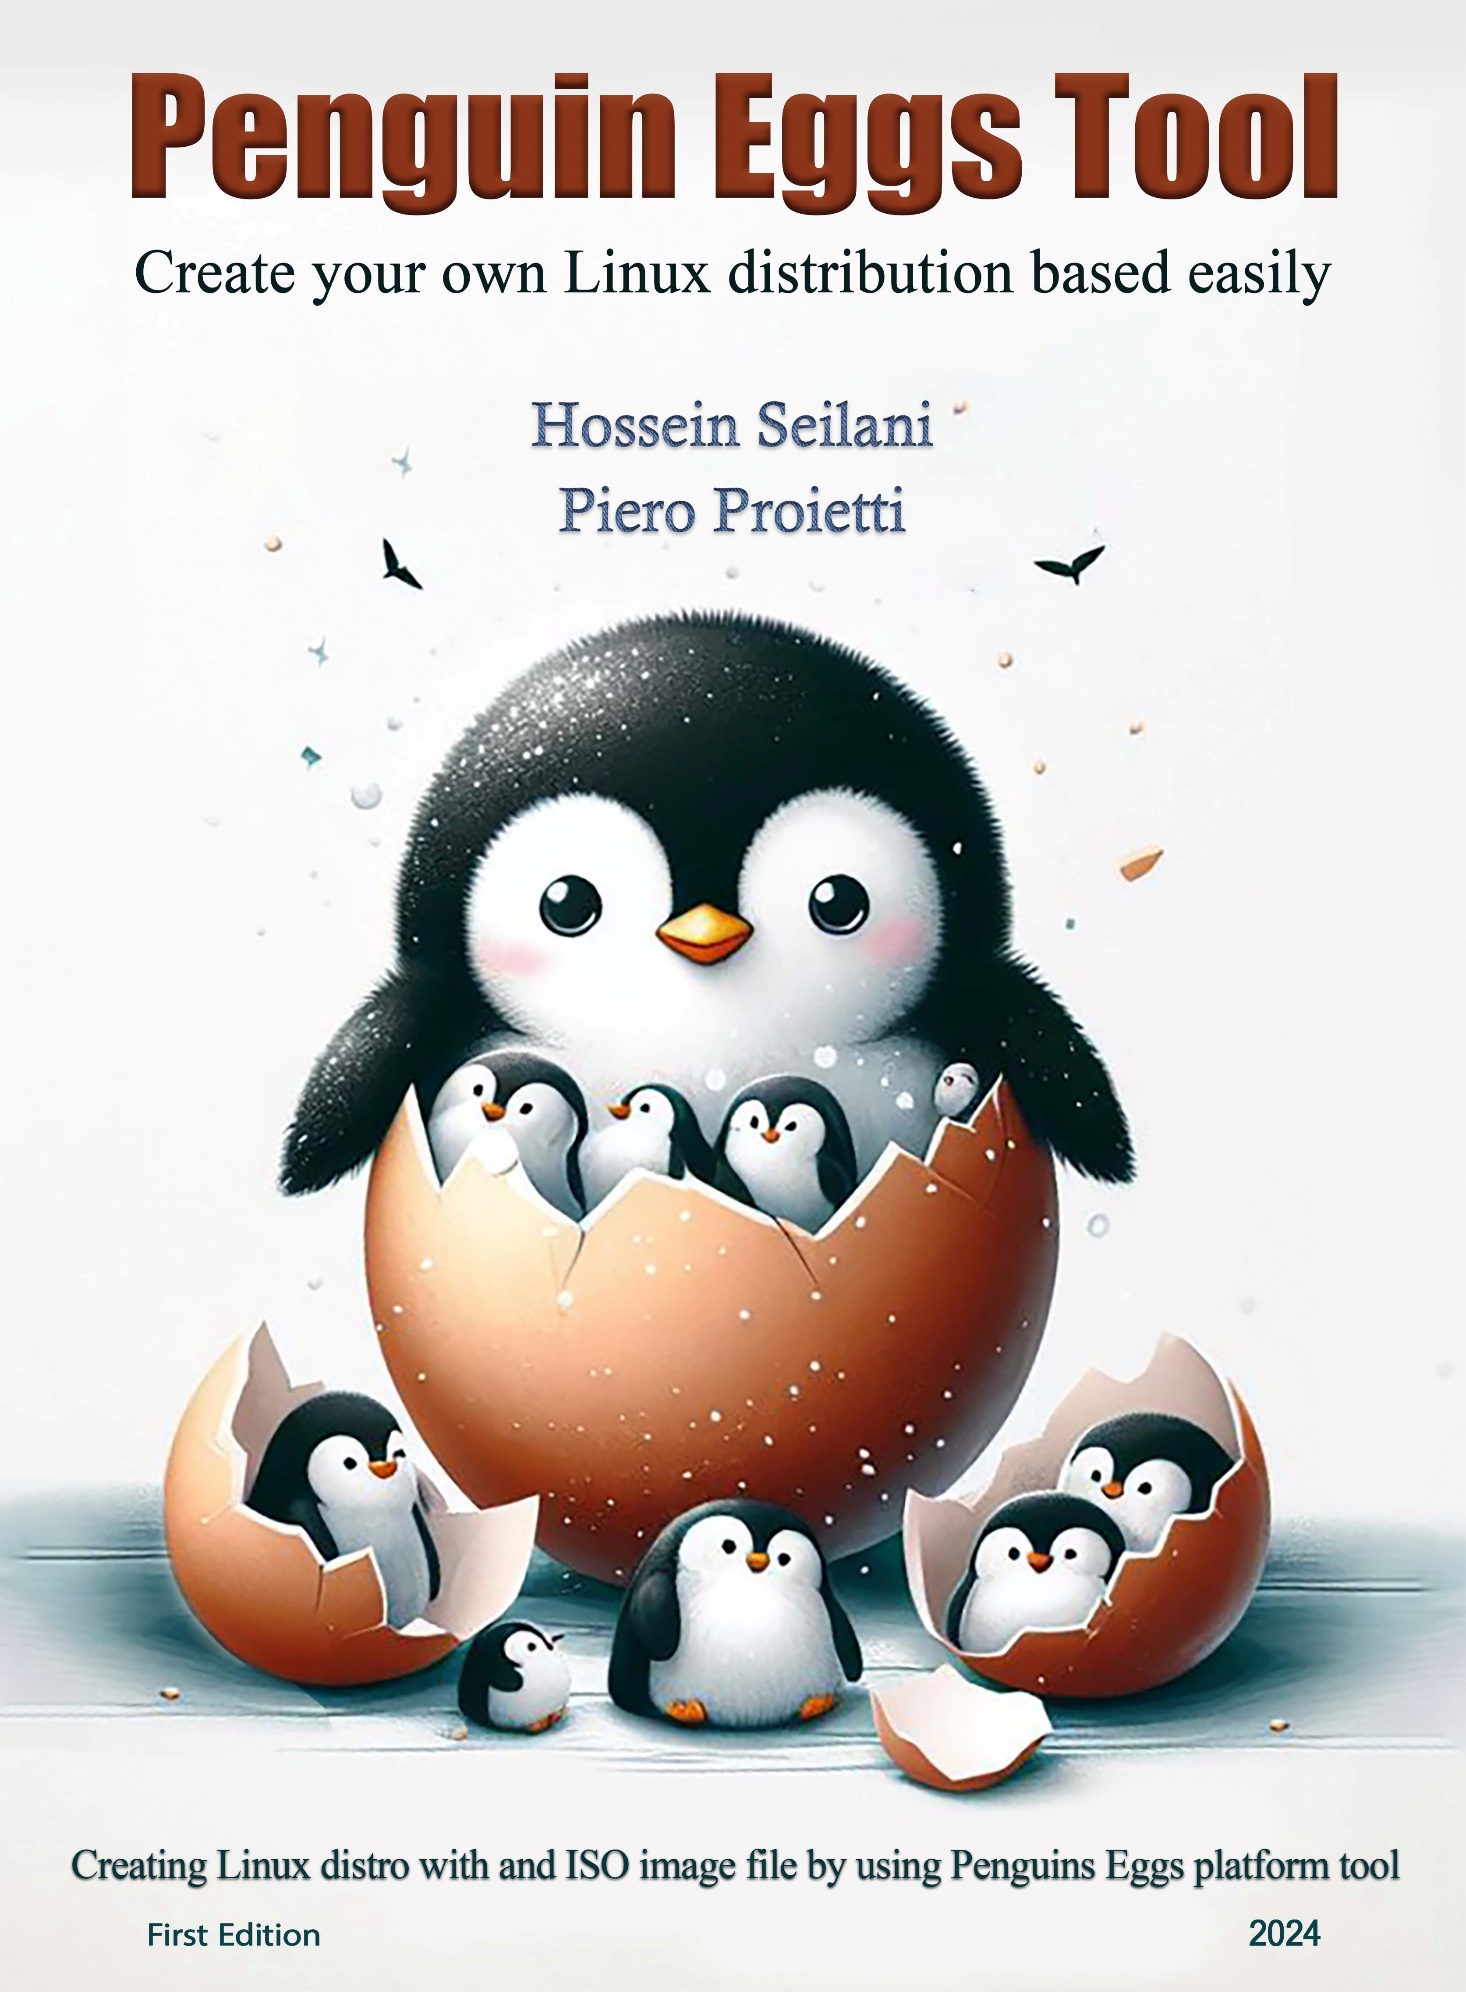 Penguin Eggs Tool
Create your own Linux distribution based easily
Hossein Seilani
Piero Proietti
Creating Linux distro with and ISO image file by using Penguins Eggs platform tool
First Edition
2024